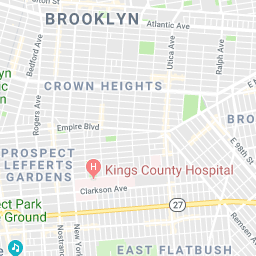 BROOKLYN
Atlantic Ave
Bedford Ave
Utica Ave
Ralph Ave
CROWN HEIGHTS
Rogers Ave
Empire Blvd
BRO
E 98th St
PROSPECT
LEFFERTS
GARDENS
H
Kings County Hospital
Clarkson Ave
ect Park
e Ground
27
Remsen Av
Nostrand
New York
EAST FLATBUSH